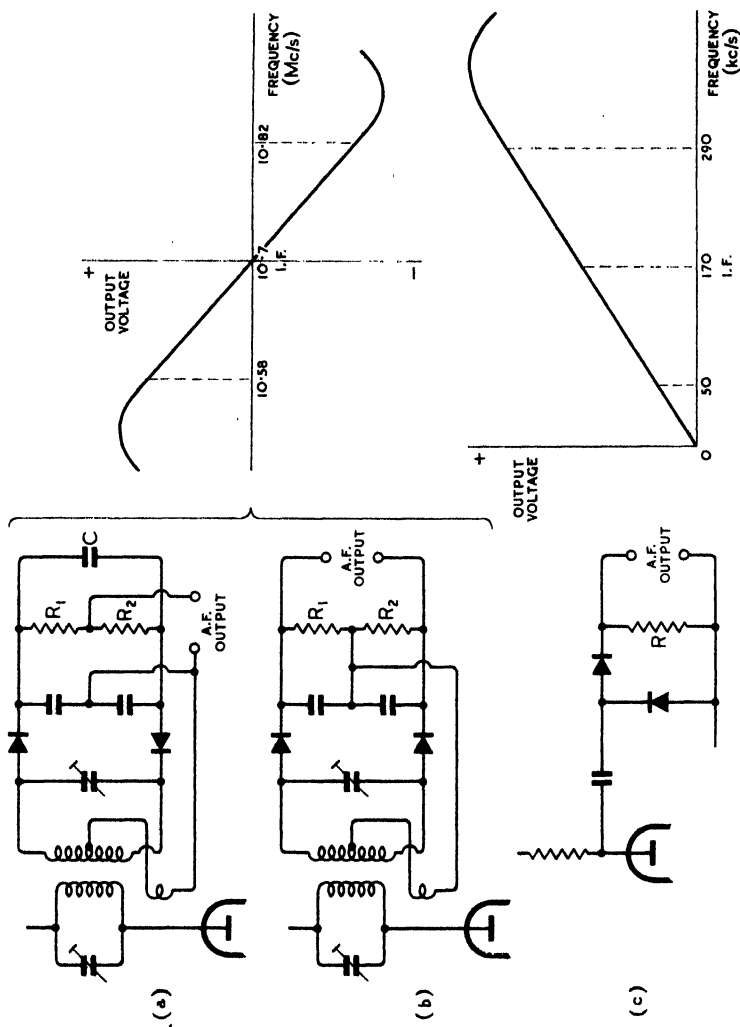 (a)
C
R₁
R₂
A.F.
OUTPUT
(b)
R₁
R₂
A.F.
OUTPUT
(c)
R
A.F.
OUTPUT
+
OUTPUT
VOLTAGE
10·58
10·7
I.F.
10·82
FREQUENCY
(Mc/s)
–
+
OUTPUT
VOLTAGE
0
50
170
I.F.
290
FREQUENCY
(kc/s)